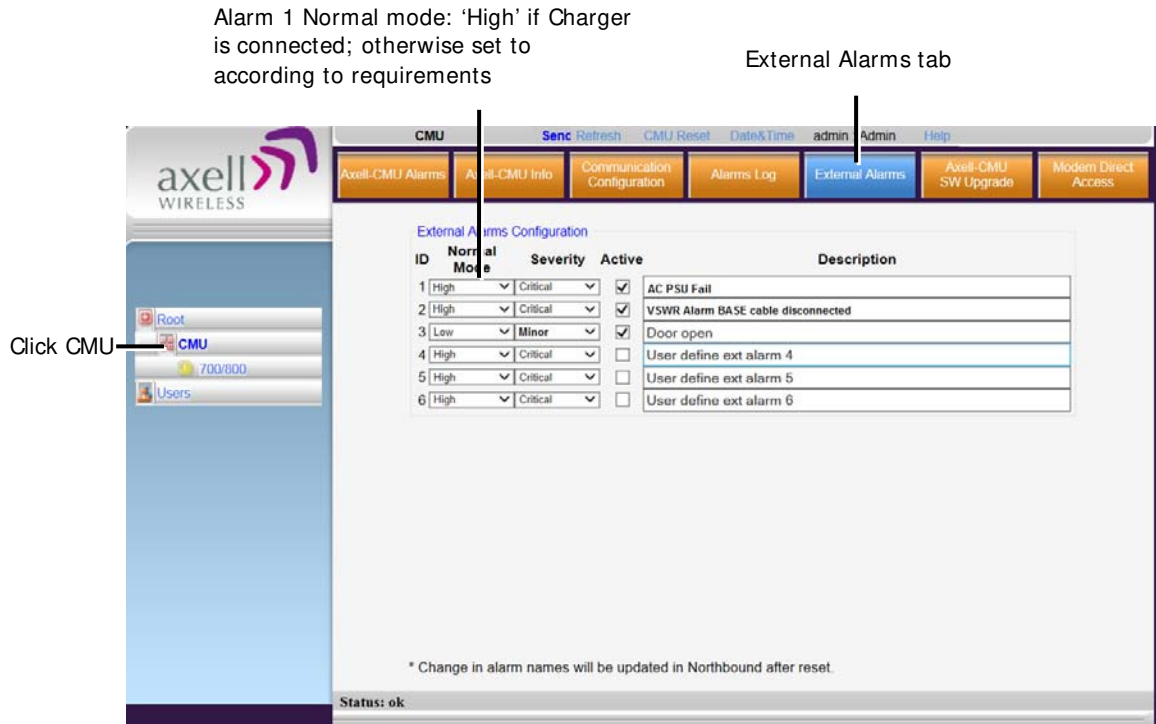 Alarm 1 Normal mode: ‘High’ if Charger
is connected; otherwise set to
according to requirements
External Alarms tab
axell
WIRELESS
CMU Send Refresh CMU Reset Date&Time admin : Admin Help
Axell-CMU Alarms Axell-CMU Info Communication Configuration Alarms Log External Alarms Axell-CMU SW Upgrade Modem Direct Access
Click CMU
Root
CMU
700/800
Users
External Alarms Configuration
ID Normal Mode Severity Active Description
1 High Critical AC PSU Fail
2 High Critical VSWR Alarm BASE cable disconnected
3 Low Minor Door open
4 High Critical User define ext alarm 4
5 High Critical User define ext alarm 5
6 High Critical User define ext alarm 6
* Change in alarm names will be updated in Northbound after reset.
Status: ok